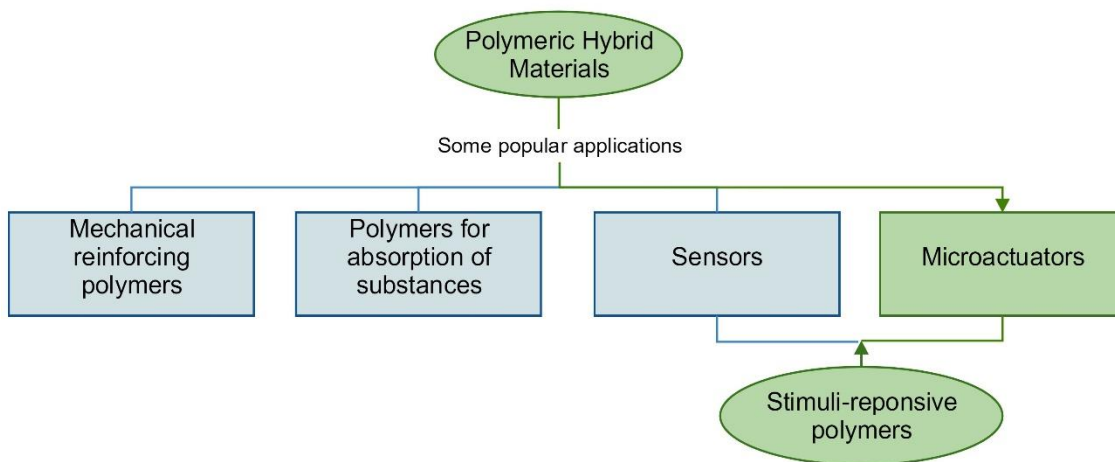 Polymeric Hybrid
Materials
Some popular applications
Mechanical
reinforcing
polymers
Polymers for
absorption of
substances
Sensors
Microactuators
Stimuli-reponsive
polymers